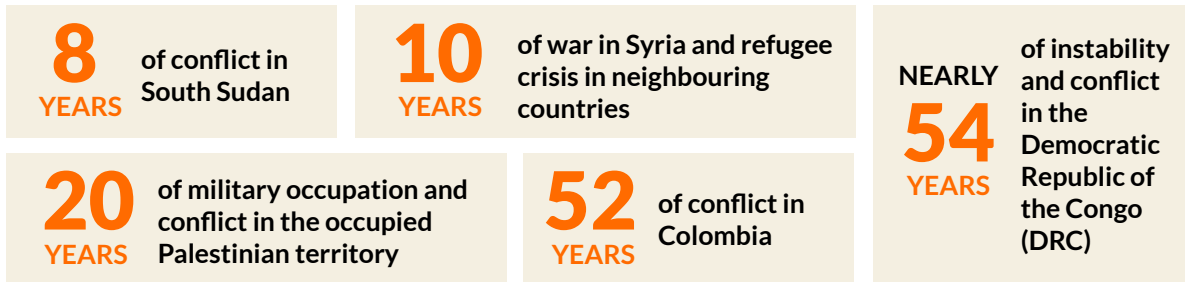 8
YEARS
of conflict in
South Sudan
10
YEARS
of war in Syria and refugee
crisis in neighbouring
countries
20
YEARS
of military occupation and
conflict in the occupied
Palestinian territory
52
YEARS
of conflict in
Colombia
NEARLY
54
YEARS
of instability
and conflict
in the
Democratic
Republic of
the Congo
(DRC)